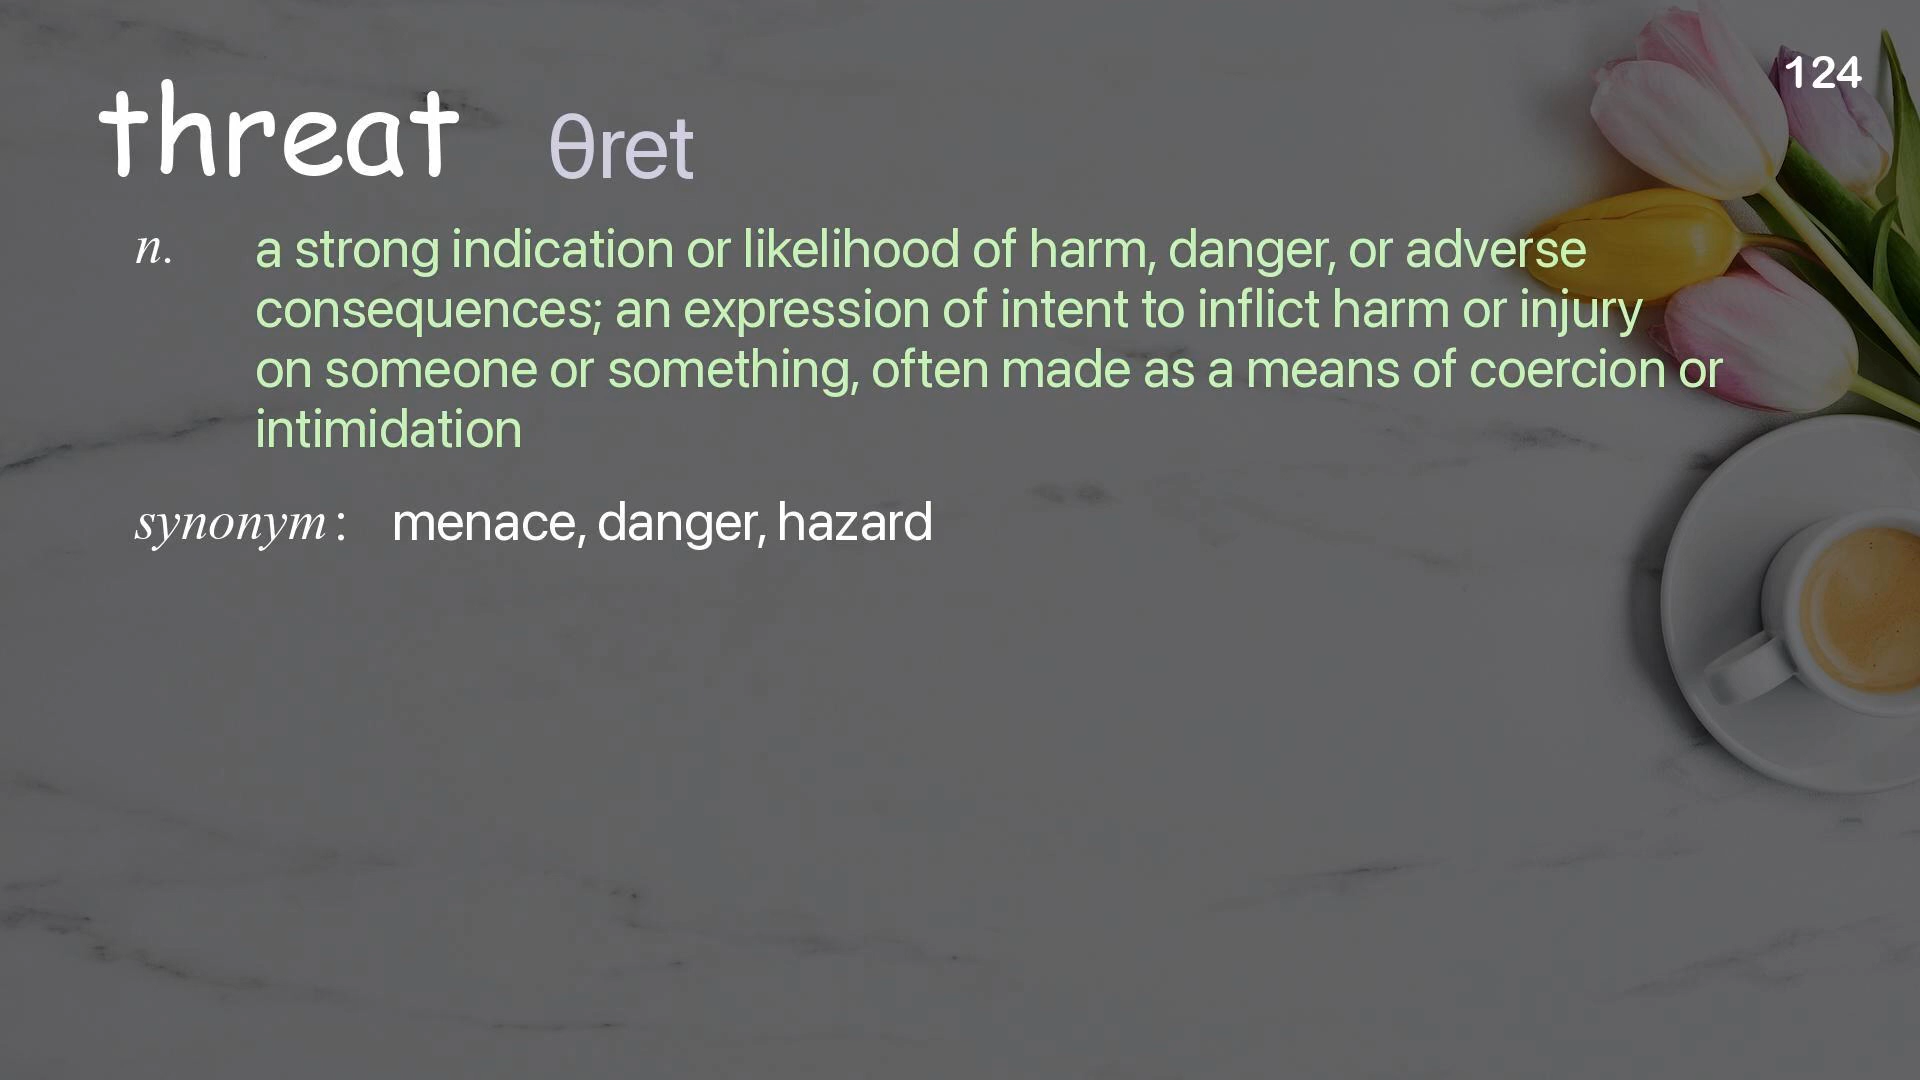 124
threat θret
n. a strong indication or likelihood of harm, danger, or adverse
consequences; an expression of intent to inflict harm or injury
on someone or something, often made as a means of coercion or
intimidation
synonym : menace, danger, hazard